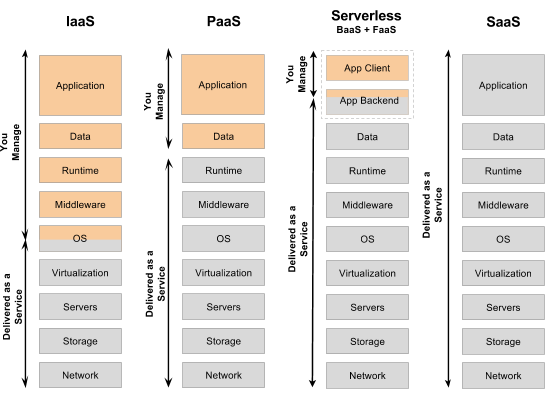 IaaS
You
Manage
Delivered as a
Service
Application
Data
Runtime
Middleware
OS
Virtualization
Servers
Storage
Network
PaaS
You
Manage
Delivered as a
Service
Application
Data
Runtime
Middleware
OS
Virtualization
Servers
Storage
Network
Serverless
BaaS + FaaS
You
Manage
Delivered as a
Service
App Client
App Backend
Data
Runtime
Middleware
OS
Virtualization
Servers
Storage
Network
SaaS
Delivered as a
Service
Application
Data
Runtime
Middleware
OS
Virtualization
Servers
Storage
Network